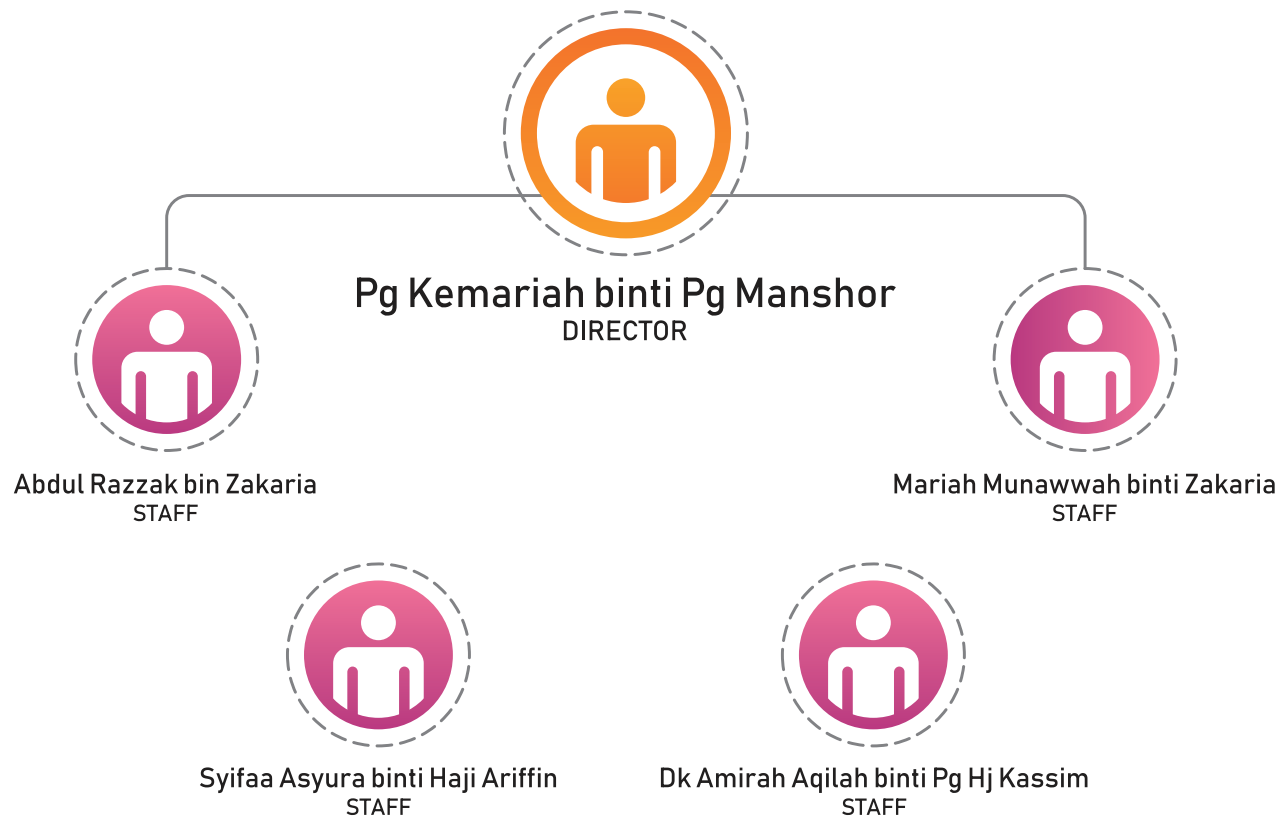 Pg Kemariah binti Pg Manshor
DIRECTOR
Abdul Razzak bin Zakaria
STAFF
Mariah Munawwah binti Zakaria
STAFF
Syifaa Asyura binti Haji Ariffin
STAFF
Dk Amirah Aqilah binti Pg Hj Kassim
STAFF